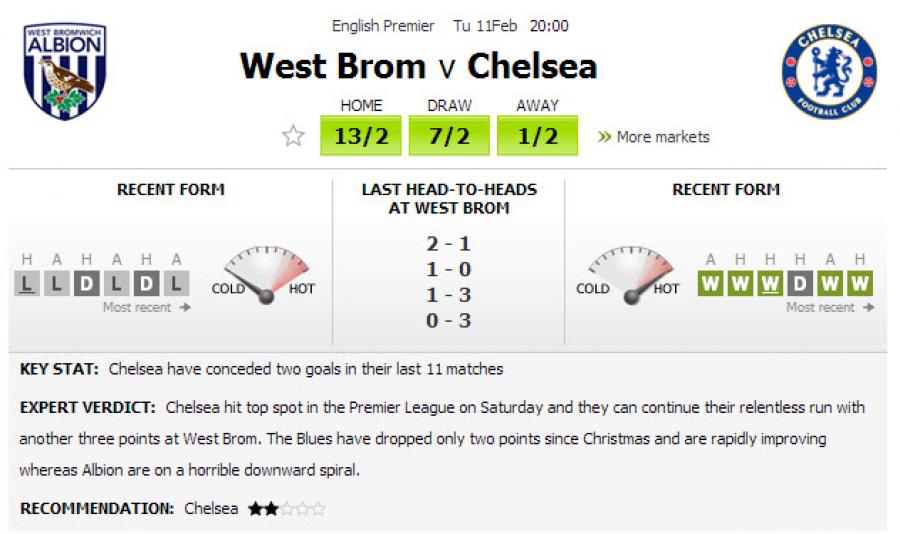 English Premier Tu 11Feb 20:00
WEST BROMWICH
ALBION
West Brom v Chelsea
CHELSEA
FOOTBALL CLUB
HOME DRAW AWAY
13/2 7/2 1/2 » More markets
RECENT FORM
H A H A H A
L L D L D L
Most recent →
COLD HOT
LAST HEAD-TO-HEADS
AT WEST BROM
2 - 1
1 - 0
1 - 3
0 - 3
RECENT FORM
COLD HOT
A H H H A H
W W W D W W
Most recent →
KEY STAT: Chelsea have conceded two goals in their last 11 matches
EXPERT VERDICT: Chelsea hit top spot in the Premier League on Saturday and they can continue their relentless run with
another three points at West Brom. The Blues have dropped only two points since Christmas and are rapidly improving
whereas Albion are on a horrible downward spiral.
RECOMMENDATION: Chelsea ★★☆☆☆